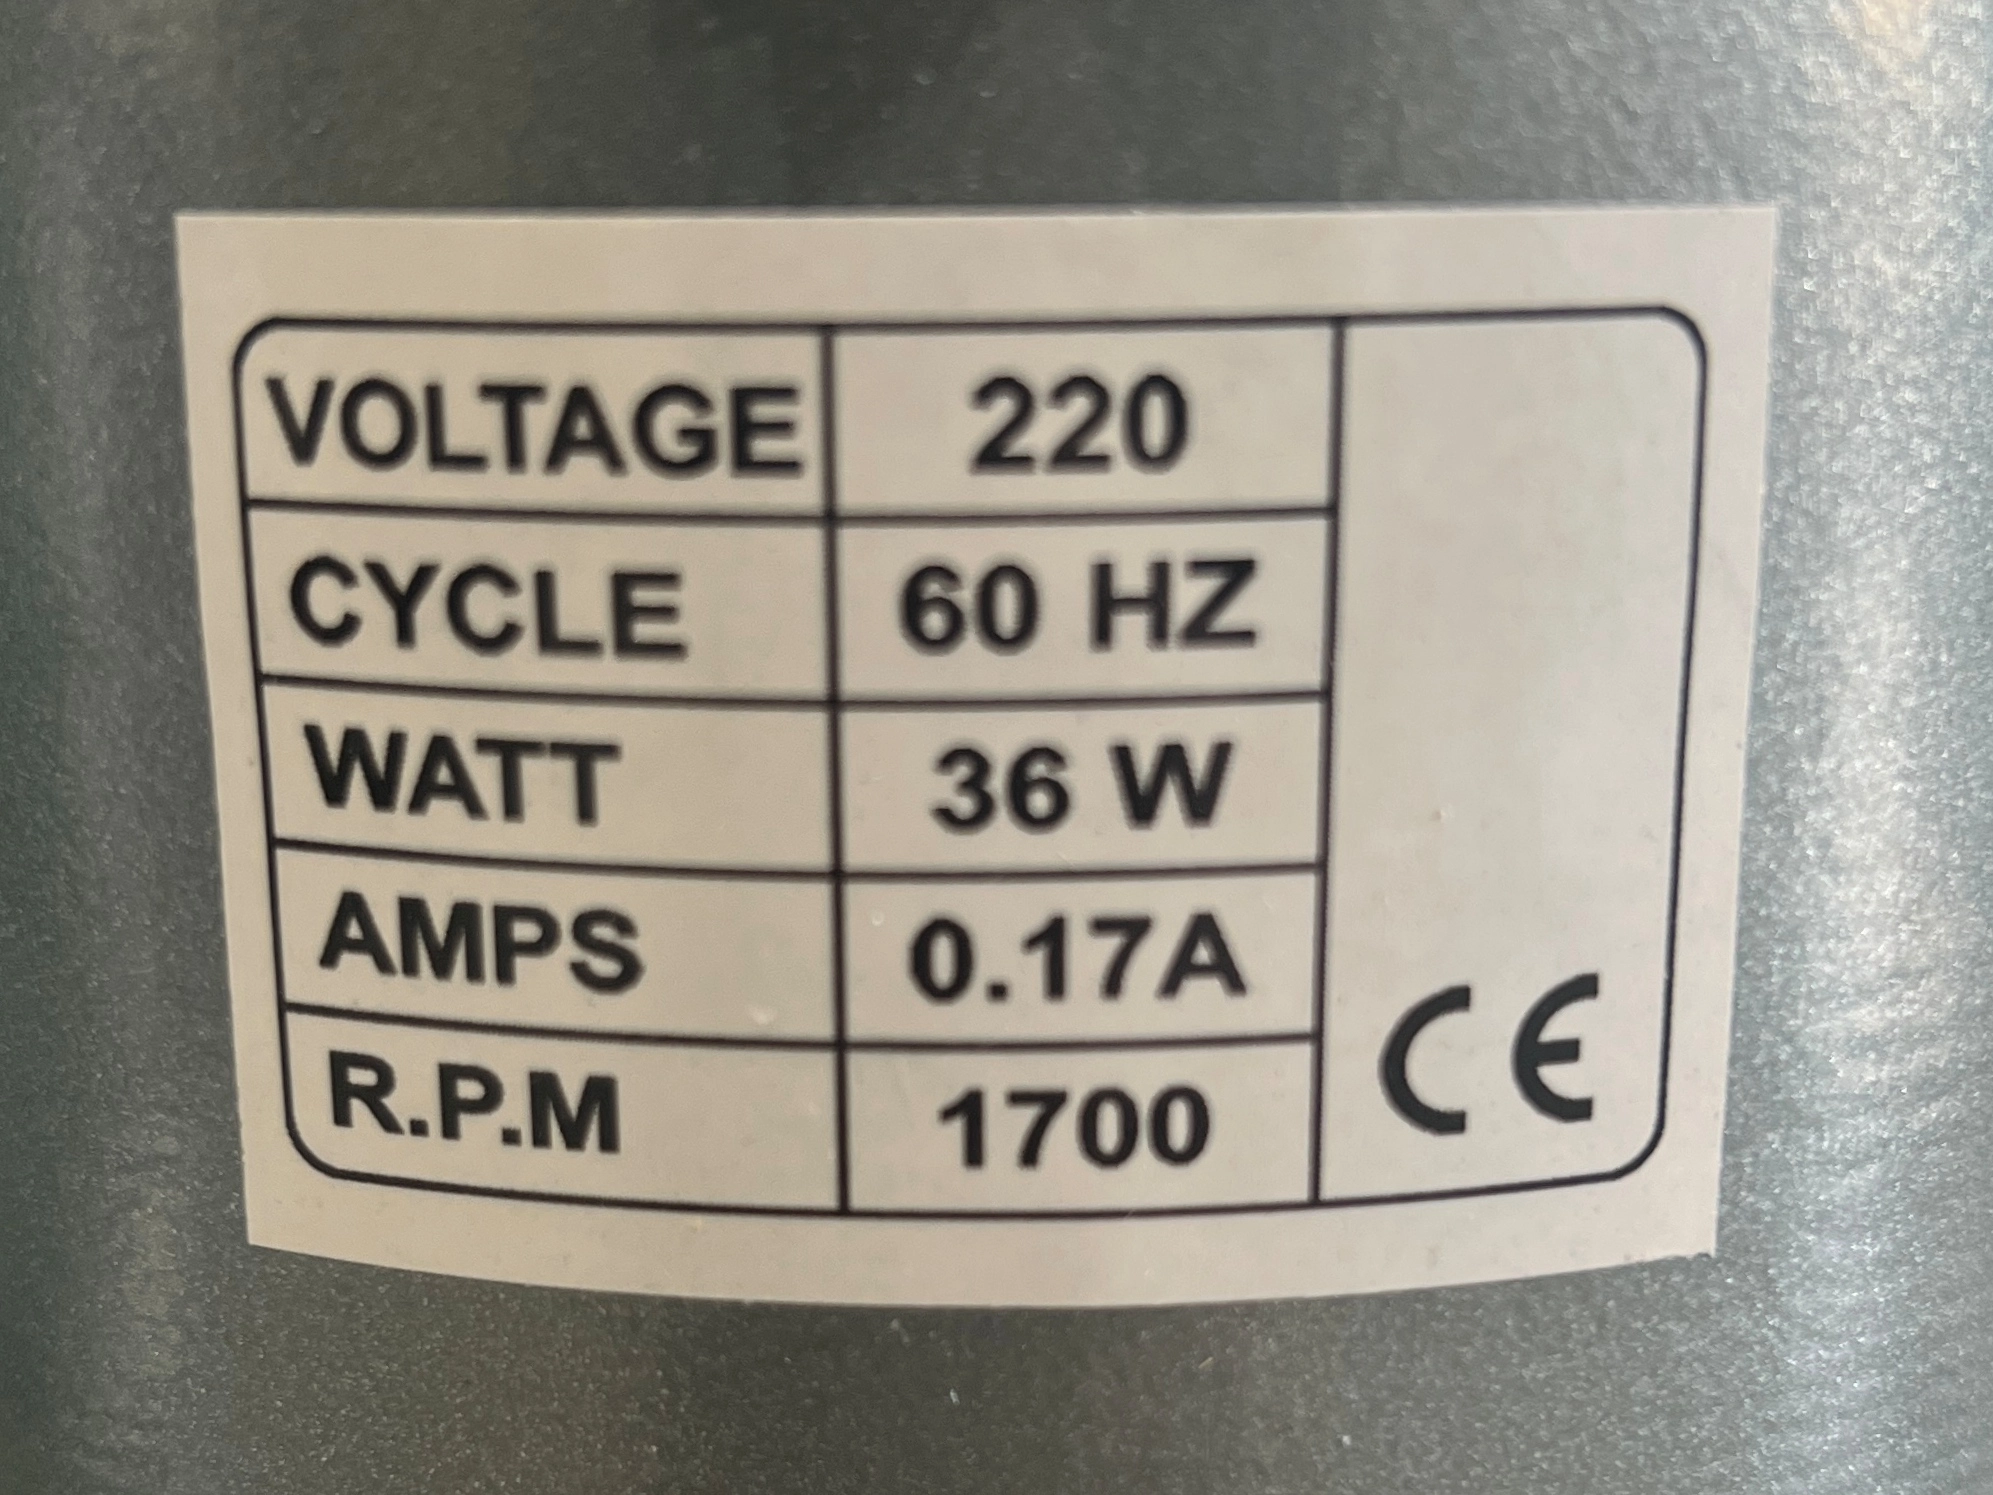 VOLTAGE 220
CYCLE 60 HZ
WATT 36 W
AMPS 0.17A
R.P.M 1700
CE